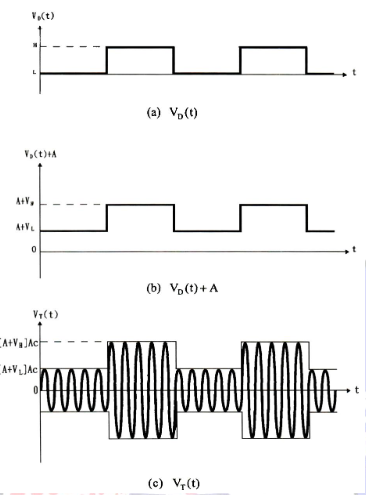 V_D(t)
H
L
t
(a) V_D(t)
V_D(t)+A
A+V_H
A+V_L
0
t
(b) V_D(t)+A
V_T(t)
[A+V_H]Ac
[A+V_L]Ac
0
t
(c) V_T(t)